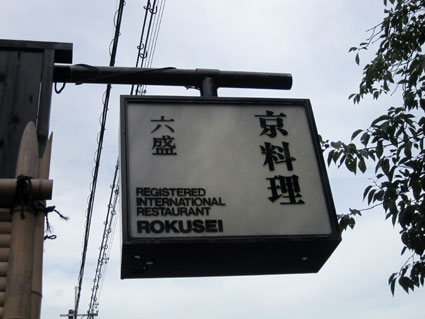 京料理
六盛
REGISTERED
INTERNATIONAL
RESTAURANT
ROKUSEI